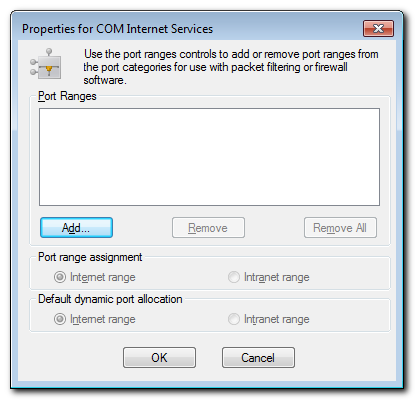 Properties for COM Internet Services
Use the port ranges controls to add or remove port ranges from
the port categories for use with packet filtering or firewall
software.
Port Ranges
Add...
Remove
Remove All
Port range assignment
Internet range
Intranet range
Default dynamic port allocation
Internet range
Intranet range
OK
Cancel